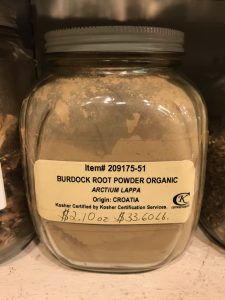 Item# 209175-51
BURDOCK ROOT POWDER ORGANIC
ARCTIUM LAPPA
Origin: CROATIA
Kosher Certified by Kosher Certification Services.
$2.10 oz $33.60 Lb.